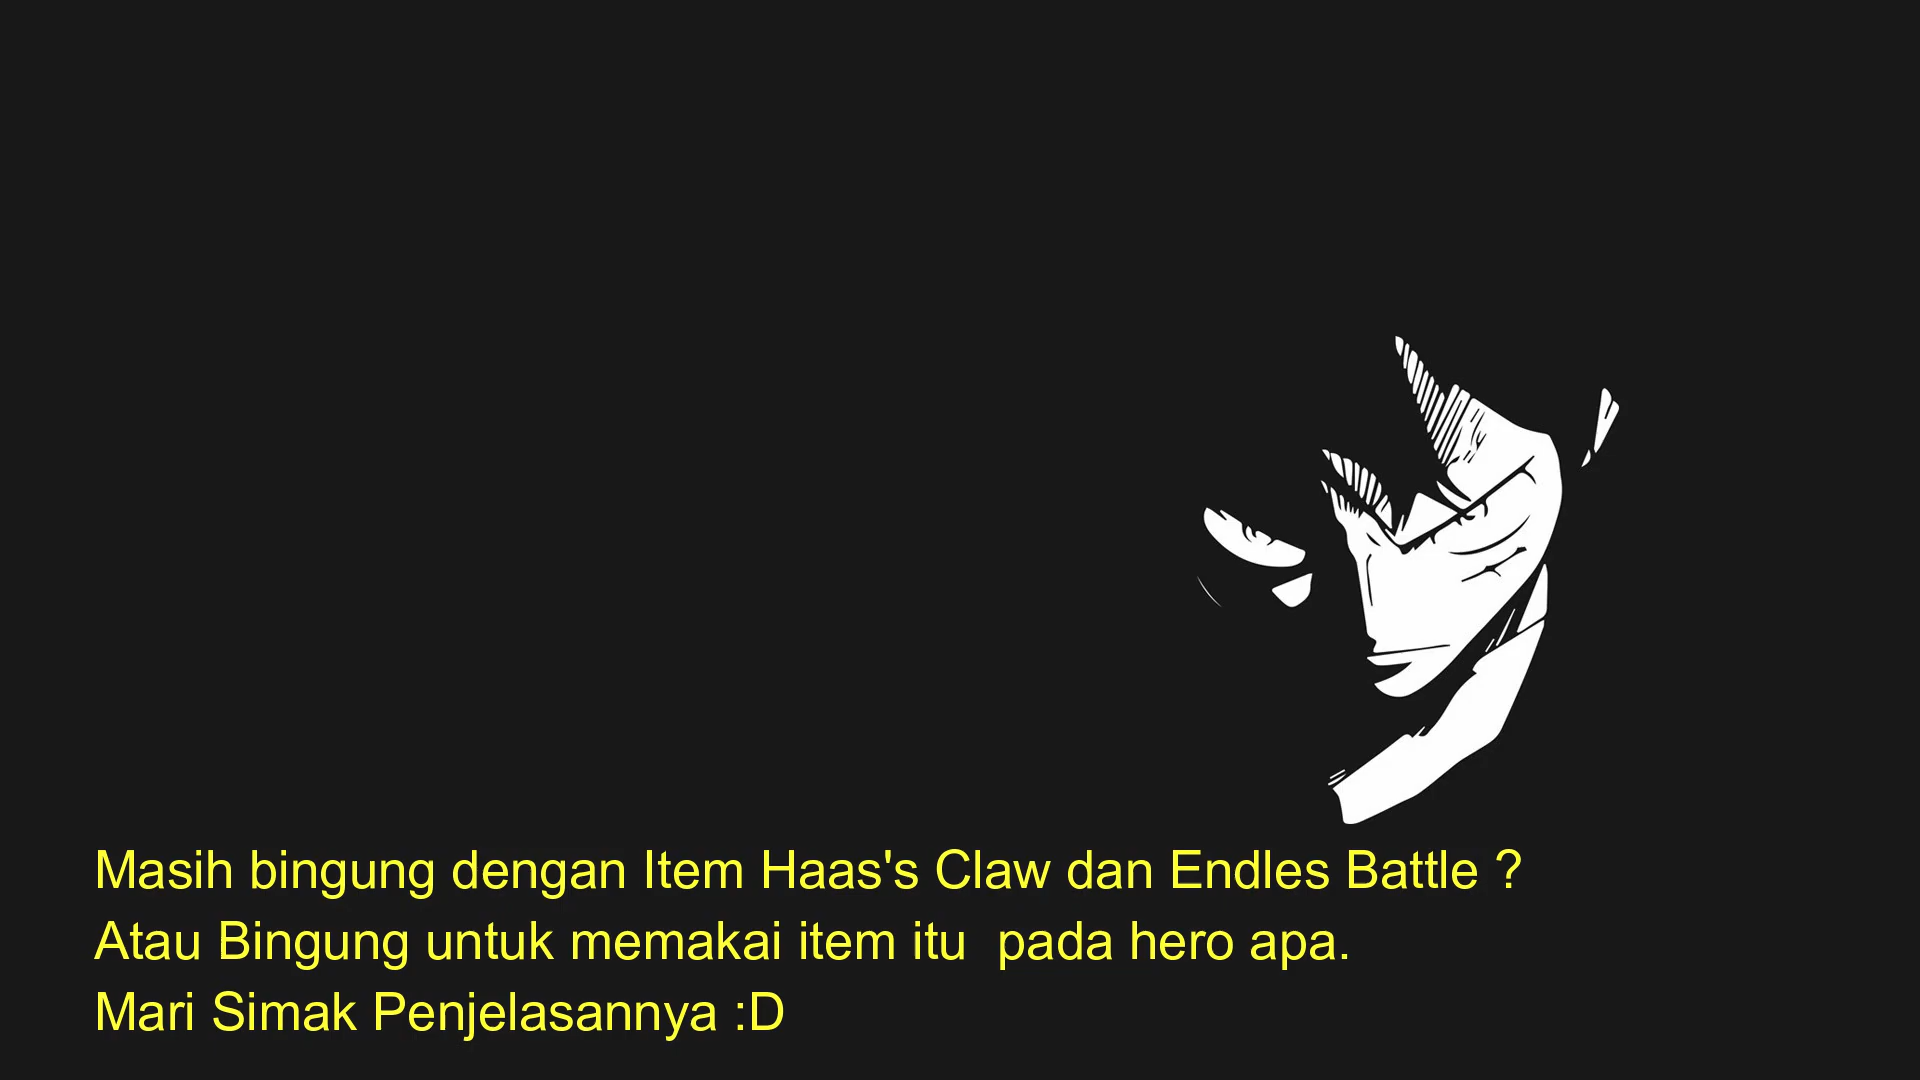 Masih bingung dengan Item Haas's Claw dan Endles Battle ?
Atau Bingung untuk memakai item itu  pada hero apa.
Mari Simak Penjelasannya :D